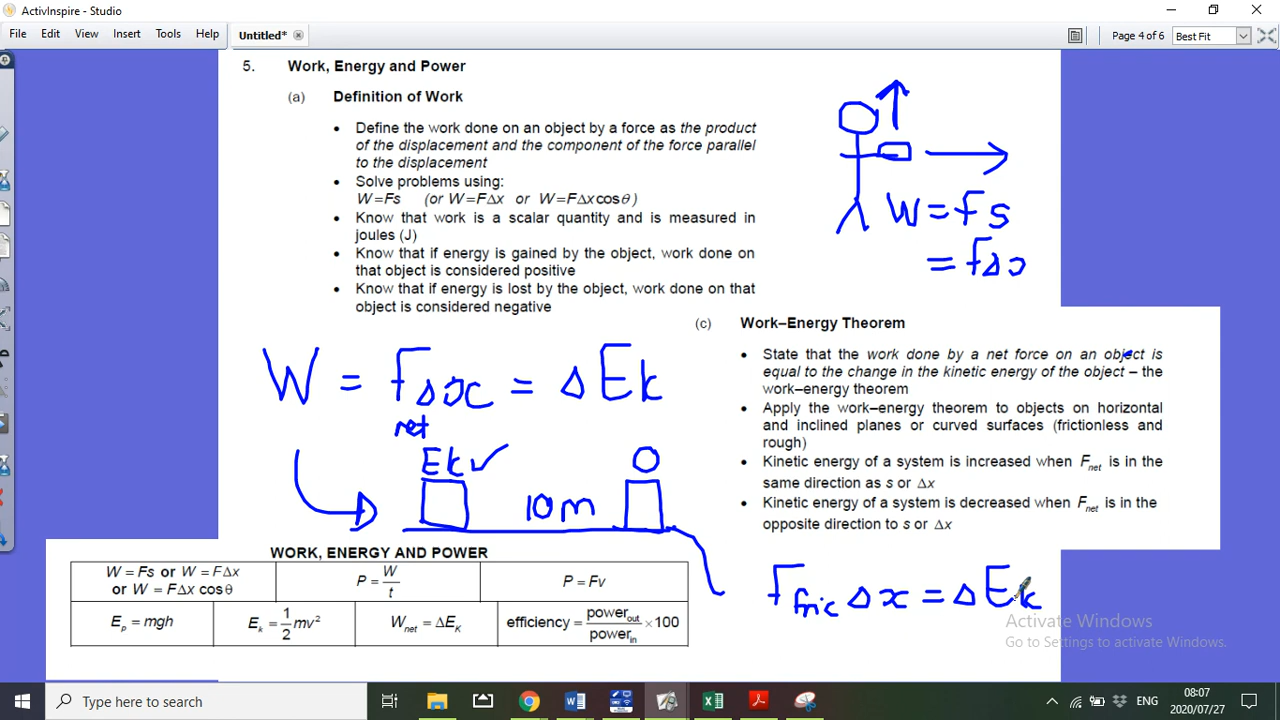 ActivInspire - Studio
File Edit View Insert Tools Help Untitled* Page 4 of 6 Best Fit
5. Work, Energy and Power
(a) Definition of Work
• Define the work done on an object by a force as the product
of the displacement and the component of the force parallel
to the displacement
• Solve problems using:
W=Fs (or W=FΔx or W=FΔxcosθ)
• Know that work is a scalar quantity and is measured in
joules (J)
• Know that if energy is gained by the object, work done on
that object is considered positive
• Know that if energy is lost by the object, work done on that
object is considered negative
W = Fs
= FΔx
(c) Work–Energy Theorem
• State that the work done by a net force on an object is
equal to the change in the kinetic energy of the object – the
work–energy theorem
• Apply the work–energy theorem to objects on horizontal
and inclined planes or curved surfaces (frictionless and
rough)
• Kinetic energy of a system is increased when Fnet is in the
same direction as s or Δx
• Kinetic energy of a system is decreased when Fnet is in the
opposite direction to s or Δx
W = FΔx = ΔEk
net
Ek✓ O
10m
Ffric Δx = ΔEk
WORK, ENERGY AND POWER
W = Fs or W = FΔx
or W = FΔx cosθ
P = W/t
P = Fv
Ep = mgh
Ek = 1/2 mv²
Wnet = ΔEK
efficiency = powerout/powerin ×100
Activate Windows
Go to Settings to activate Windows.
Type here to search
ENG
08:07
2020/07/27